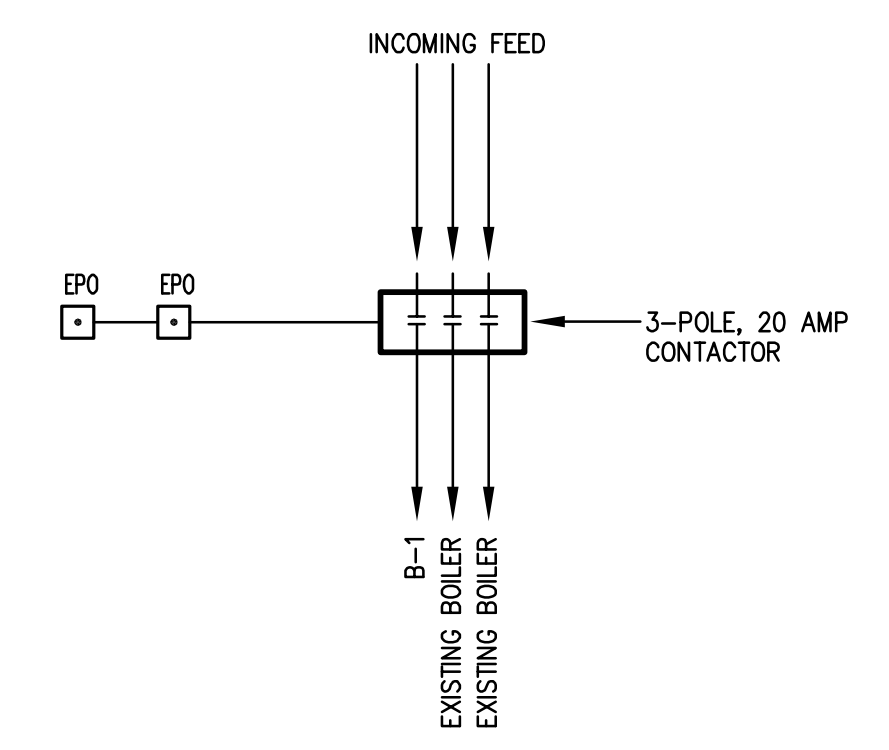 INCOMING FEED
EPO
EPO
3-POLE, 20 AMP
CONTACTOR
B-1
EXISTING BOILER
EXISTING BOILER